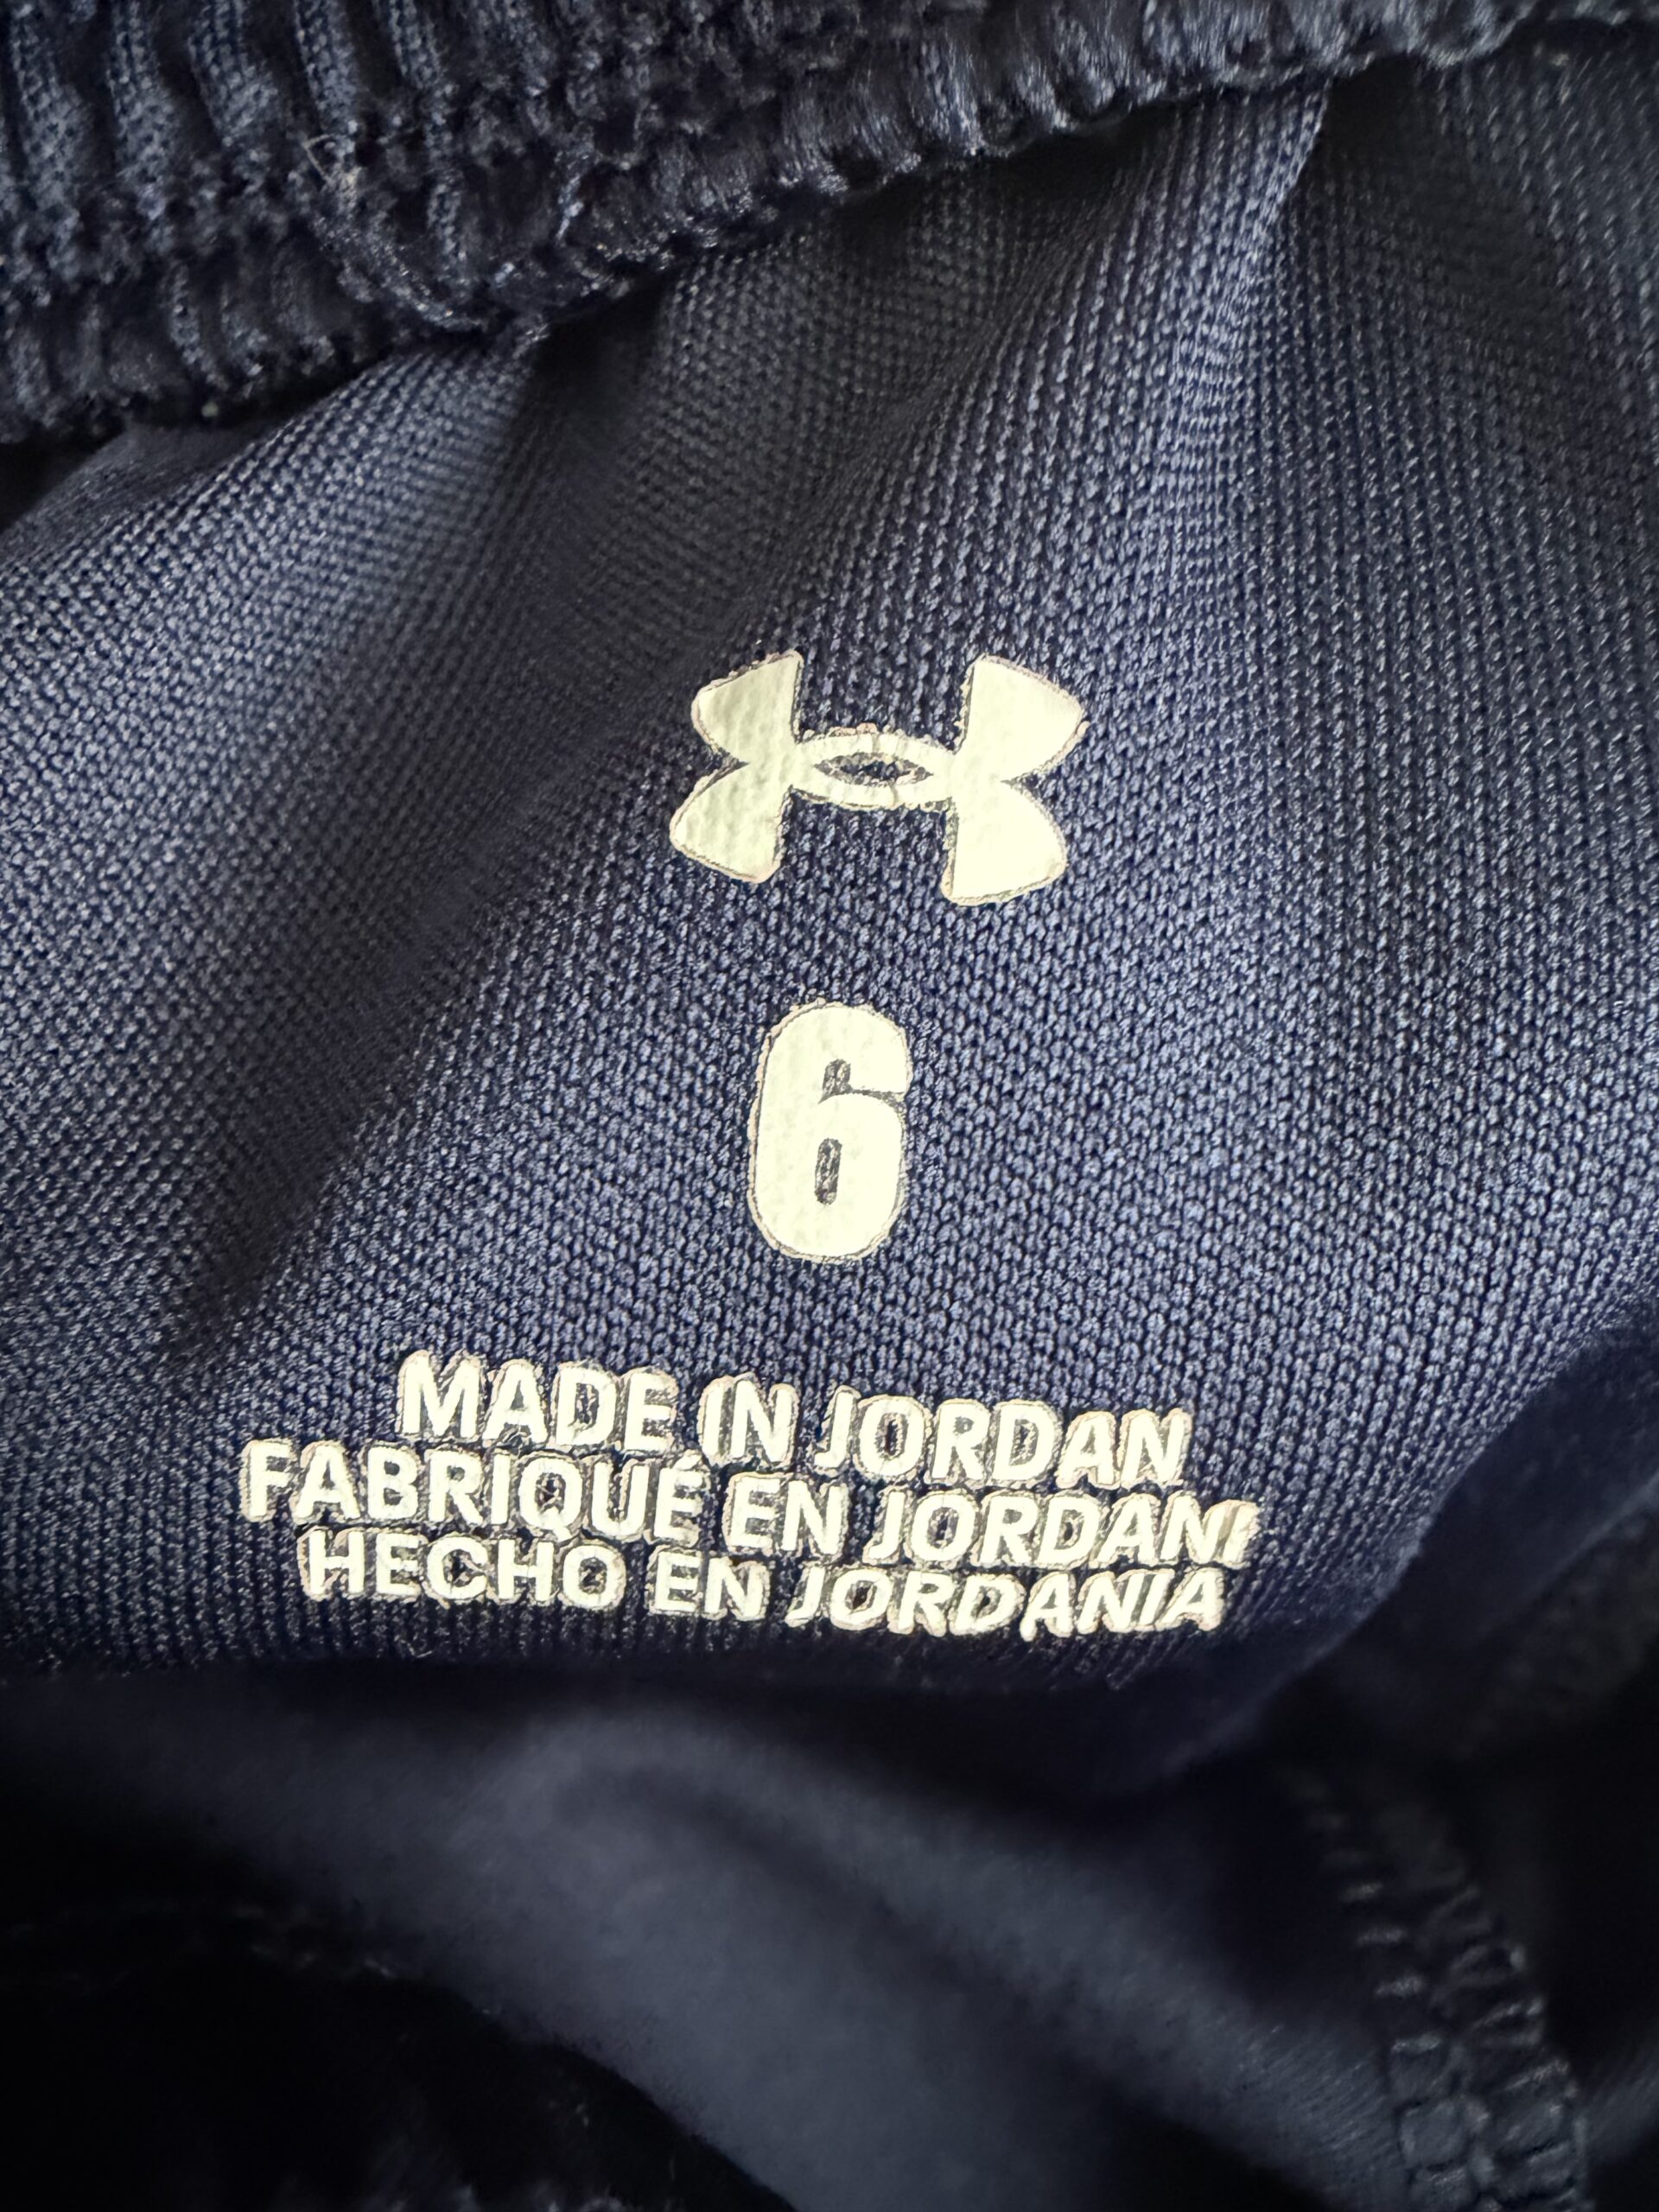 6
MADE IN JORDAN
FABRIQUÉ EN JORDANI
HECHO EN JORDANIA